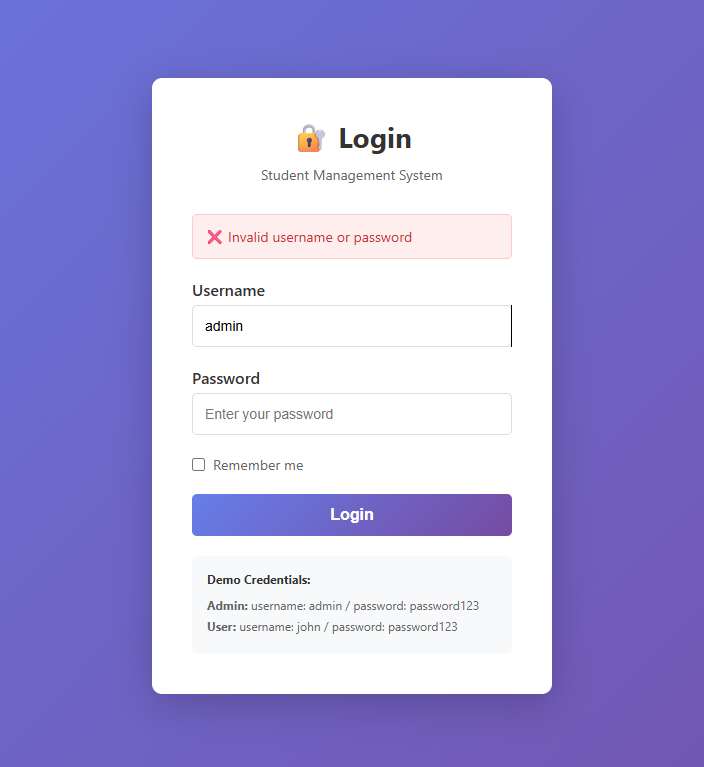 Login
Student Management System
❌ Invalid username or password
Username
admin
Password
Enter your password
Remember me
Login
Demo Credentials:
Admin: username: admin / password: password123
User: username: john / password: password123